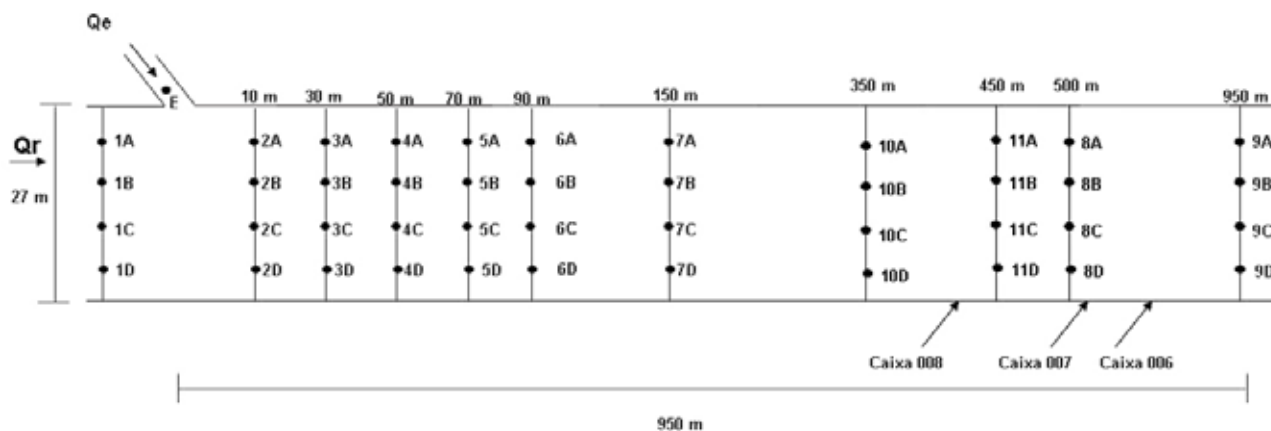 Qe
E
10 m 30 m 50 m 70 m 90 m 150 m 350 m 450 m 500 m 950 m
1A 2A 3A 4A 5A 6A 7A 10A 11A 8A 9A
Qr
1B 2B 3B 4B 5B 6B 7B 10B 11B 8B 9B
27 m
1C 2C 3C 4C 5C 6C 7C 10C 11C 8C 9C
1D 2D 3D 4D 5D 6D 7D 10D 11D 8D 9D
Caixa 008 Caixa 007 Caixa 006
950 m